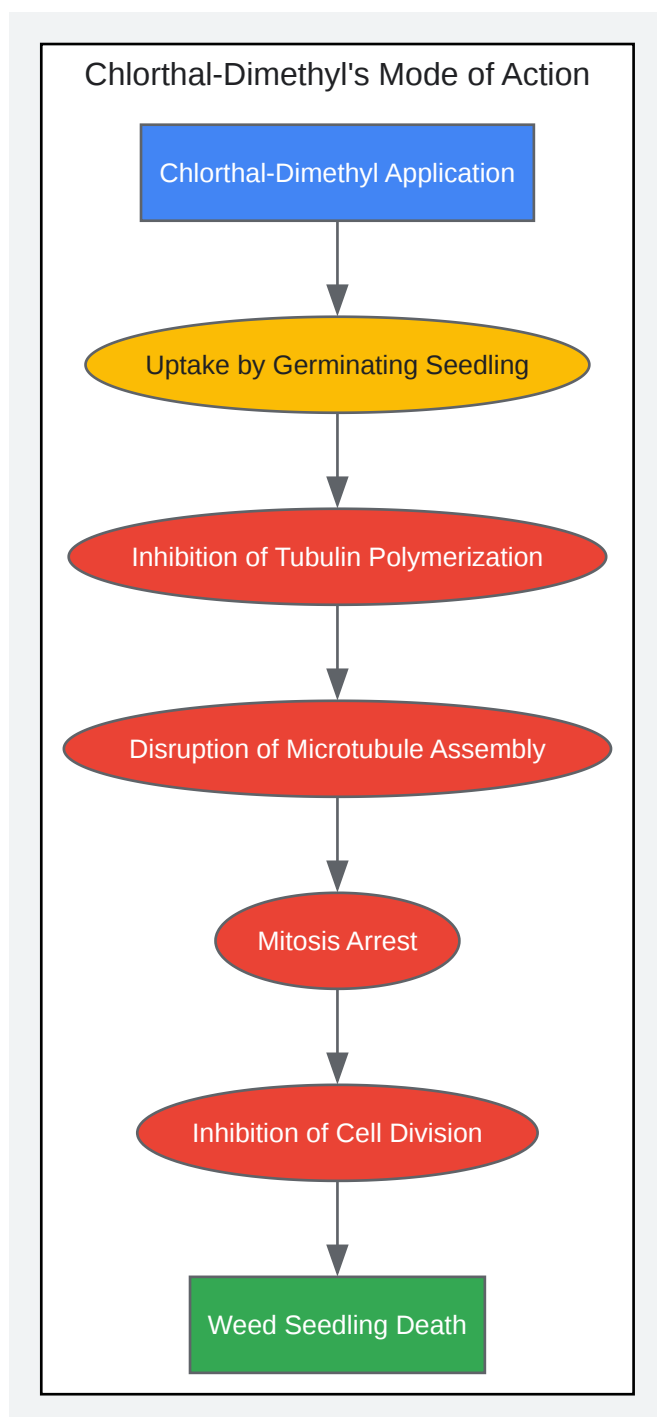 Chlorthal-Dimethyl's Mode of Action
Chlorthal-Dimethyl Application
Uptake by Germinating Seedling
Inhibition of Tubulin Polymerization
Disruption of Microtubule Assembly
Mitosis Arrest
Inhibition of Cell Division
Weed Seedling Death